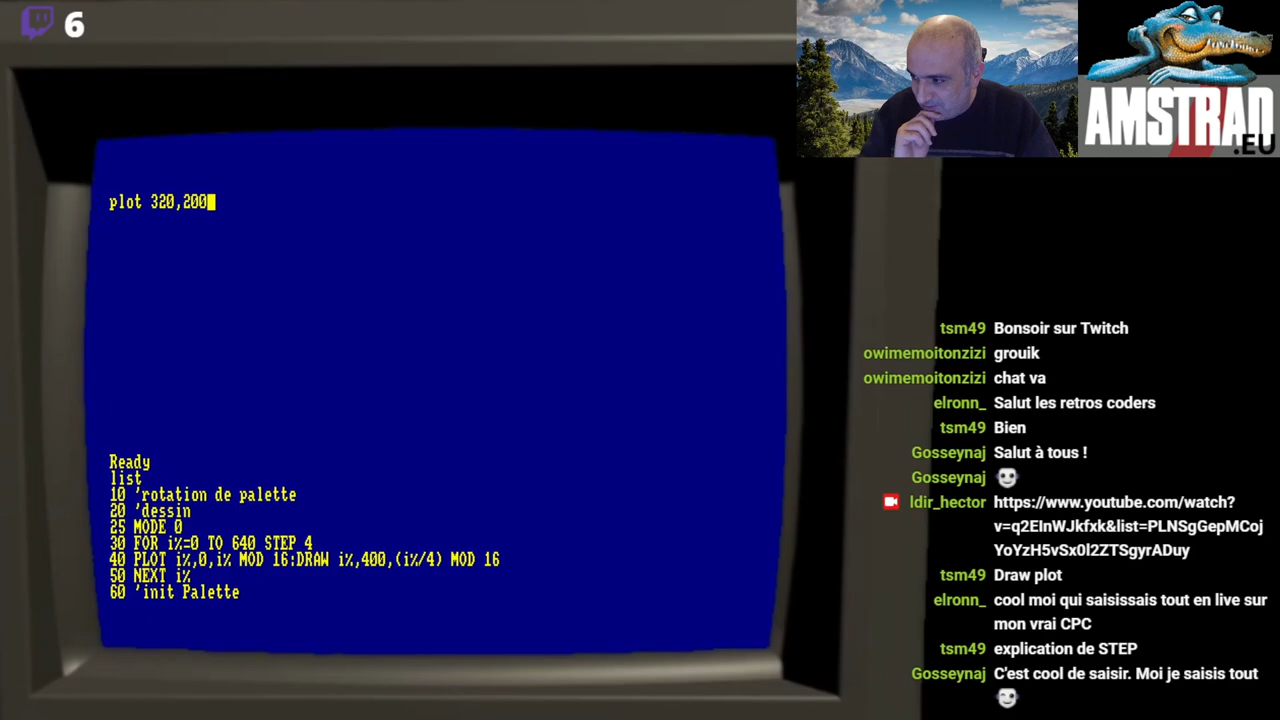 6
AMSTRAD
.EU
plot 320,200
Ready
list
10 'rotation de palette
20 'dessin
25 MODE 0
30 FOR i%=0 TO 640 STEP 4
40 PLOT i%,0,i% MOD 16:DRAW i%,400,(i%/4) MOD 16
50 NEXT i%
60 'init Palette
tsm49 Bonsoir sur Twitch
owimemoitonzizi grouik
owimemoitonzizi chat va
elronn_ Salut les retros coders
tsm49 Bien
Gosseynaj Salut à tous !
Gosseynaj
ldir_hector https://www.youtube.com/watch?
v=q2EInWJkfxk&list=PLNSgGepMCoj
YoYzH5vSx0l2ZTSgyrADuy
tsm49 Draw plot
elronn_ cool moi qui saisissais tout en live sur
mon vrai CPC
tsm49 explication de STEP
Gosseynaj C'est cool de saisir. Moi je saisis tout